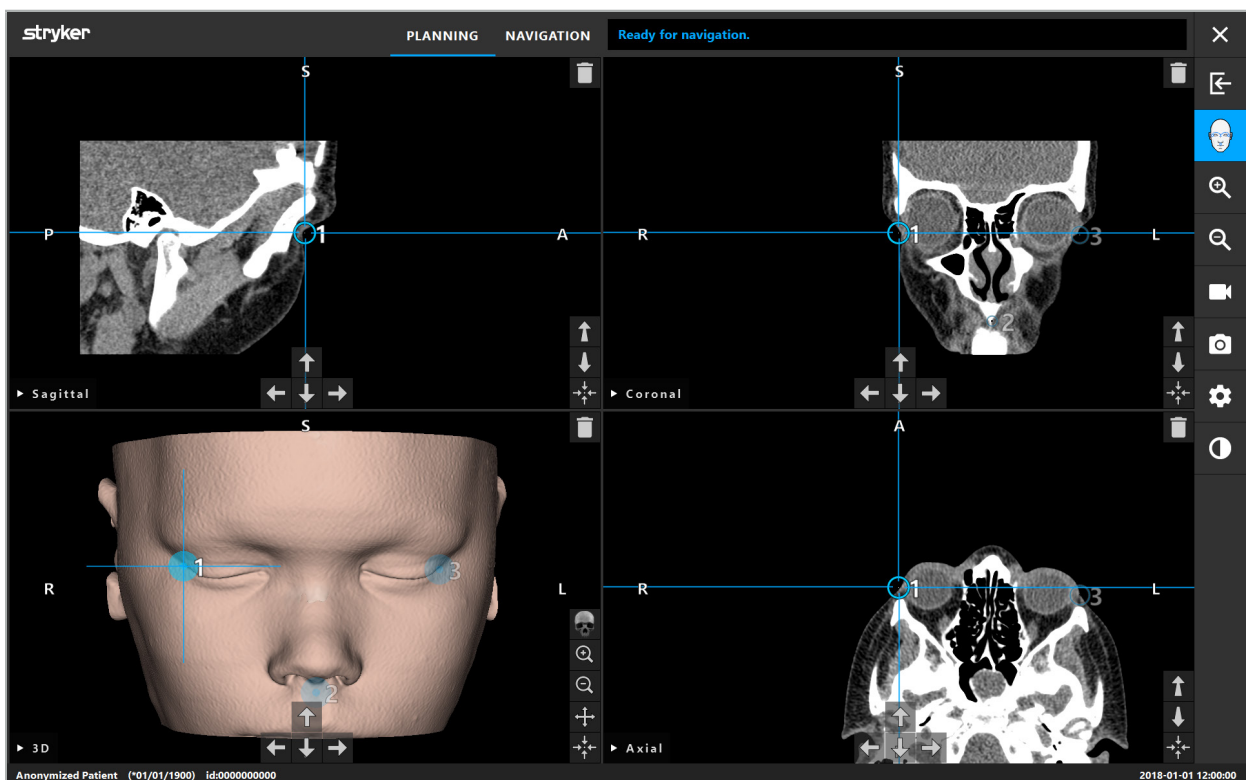 stryker
PLANNING NAVIGATION Ready for navigation.
S
P A
1
Sagittal
S
R L
1 3
2
Coronal
S
R L
1 3
2
3D
A
R L
1 3
Axial
Anonymized Patient (*01/01/1900) id:0000000000 2018-01-01 12:00:00